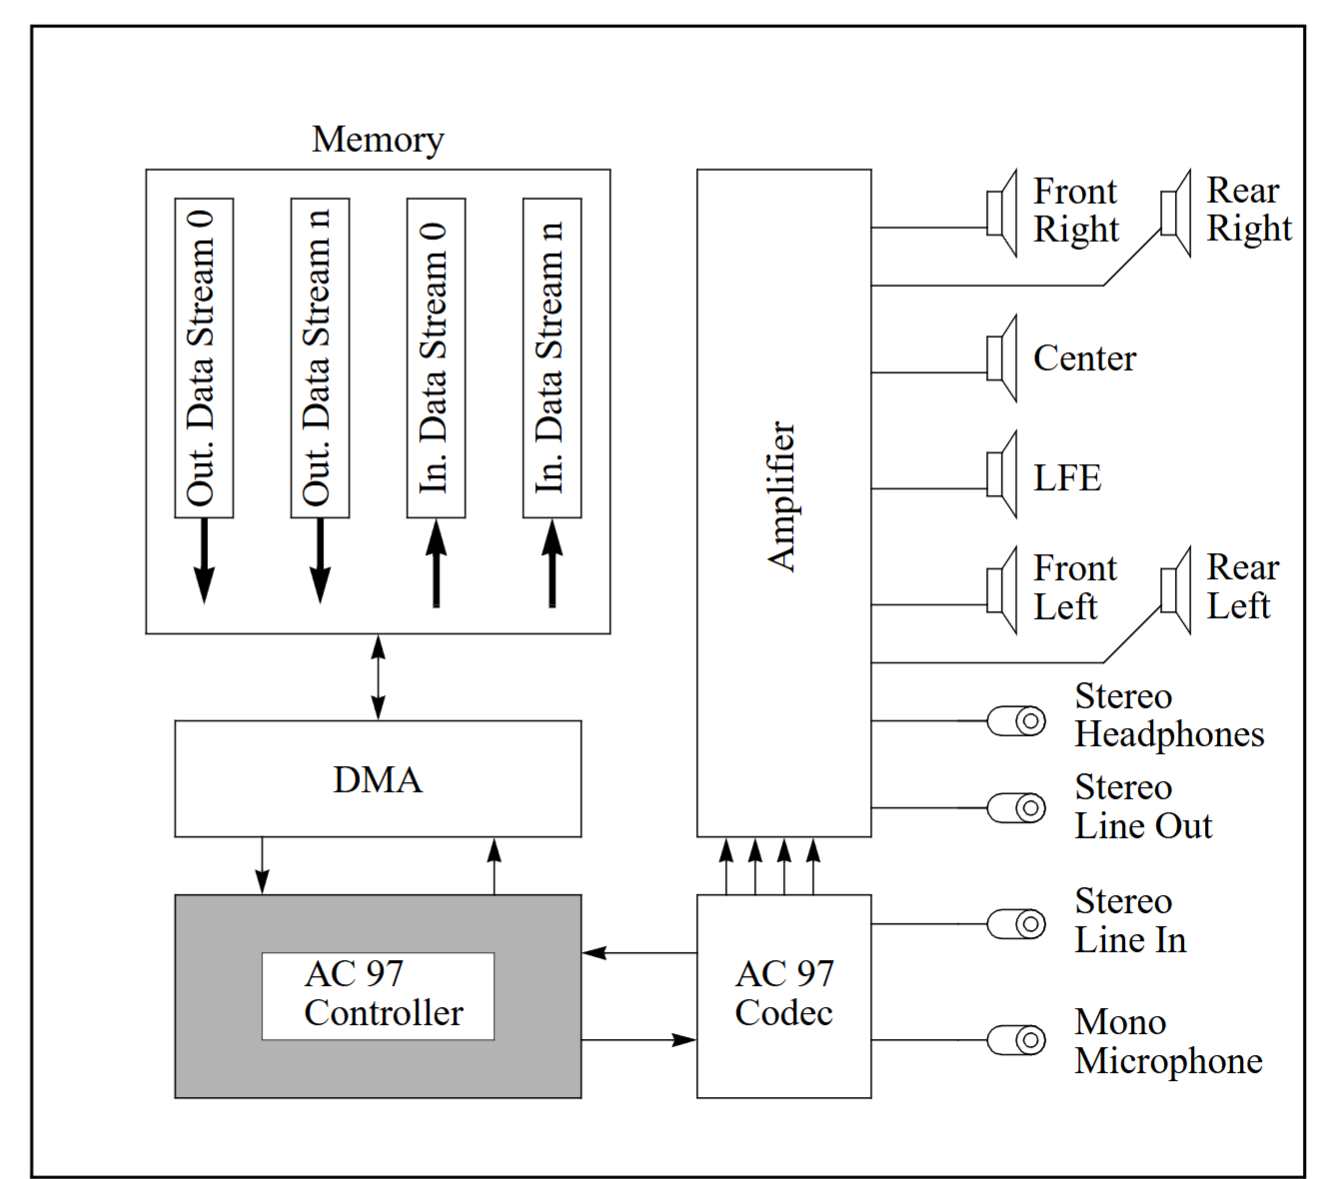 Memory
Out. Data Stream 0
Out. Data Stream n
In. Data Stream 0
In. Data Stream n
DMA
AC 97
Controller
Amplifier
AC 97
Codec
Front
Right
Rear
Right
Center
LFE
Front
Left
Rear
Left
Stereo
Headphones
Stereo
Line Out
Stereo
Line In
Mono
Microphone